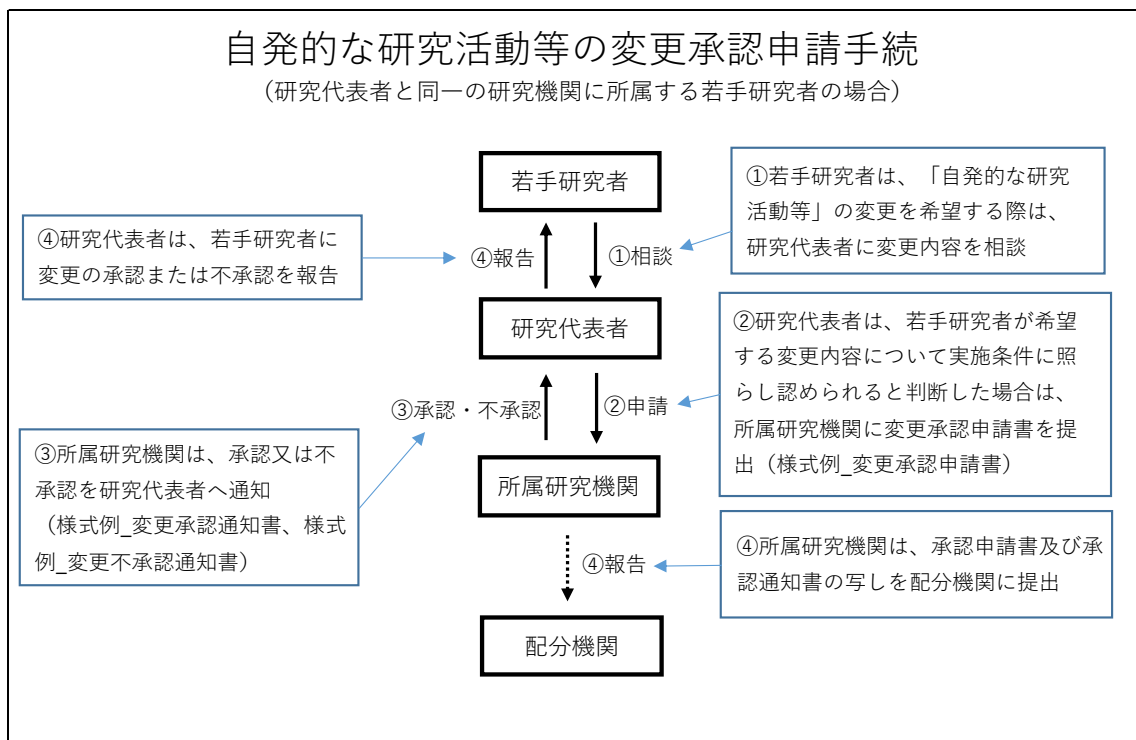 自発的な研究活動等の変更承認申請手続
（研究代表者と同一の研究機関に所属する若手研究者の場合）
若手研究者
①若手研究者は、「自発的な研究
活動等」の変更を希望する際は、
研究代表者に変更内容を相談
④研究代表者は、若手研究者に
変更の承認または不承認を報告
④報告
①相談
研究代表者
②研究代表者は、若手研究者が希望
する変更内容について実施条件に照
らし認められると判断した場合は、
所属研究機関に変更承認申請書を提
出（様式例_変更承認申請書）
③承認・不承認
②申請
③所属研究機関は、承認又は不
承認を研究代表者へ通知
（様式例_変更承認通知書、様式
例_変更不承認通知書）
所属研究機関
④報告
④所属研究機関は、承認申請書及び承
認通知書の写しを配分機関に提出
配分機関